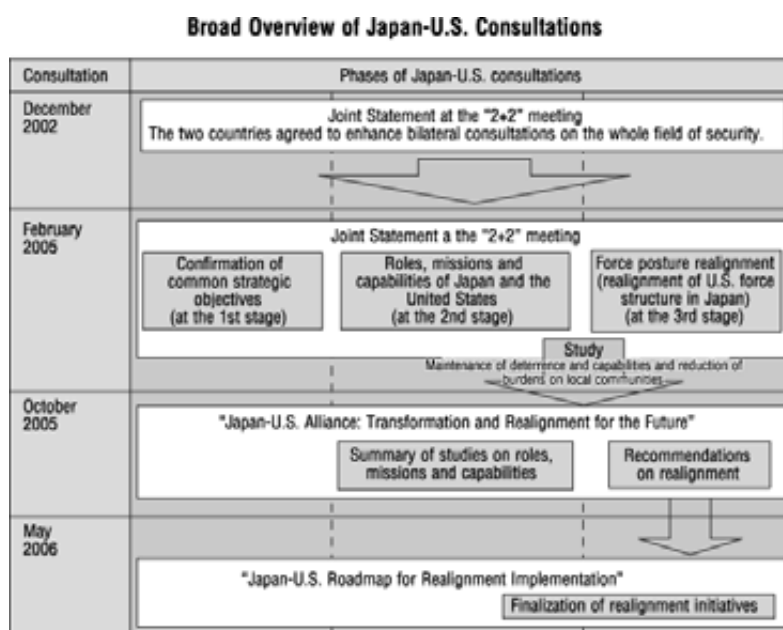 Broad Overview of Japan-U.S. Consultations
Consultation
Phases of Japan-U.S. consultations
December
2002
Joint Statement at the "2+2" meeting
The two countries agreed to enhance bilateral consultations on the whole field of security.
February
2005
Joint Statement a the "2+2" meeting
Confirmation of
common strategic
objectives
(at the 1st stage)
Roles, missions and
capabilities of Japan and the
United States
(at the 2nd stage)
Force posture realignment
(realignment of U.S. force
structure in Japan)
(at the 3rd stage)
Study
Maintenance of deterrence and capabilities and reduction of
burdens on local communities
October
2005
"Japan-U.S. Alliance: Transformation and Realignment for the Future"
Summary of studies on roles,
missions and capabilities
Recommendations
on realignment
May
2006
"Japan-U.S. Roadmap for Realignment Implementation"
Finalization of realignment initiatives